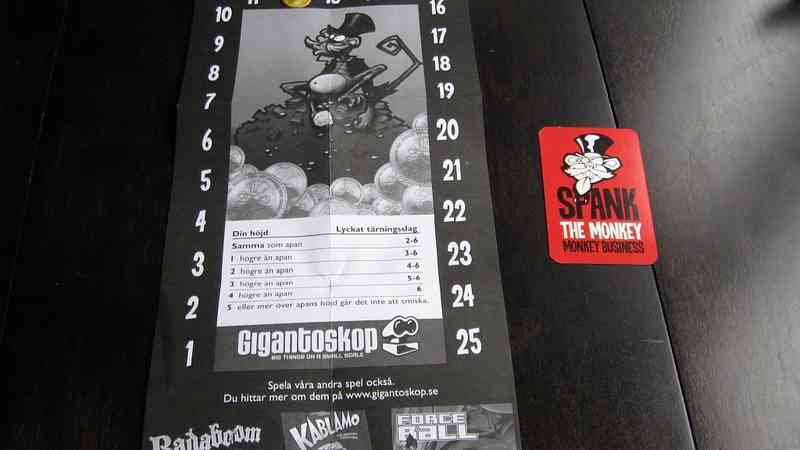 10
9
8
7
6
5
4
3
2
1
16
17
18
19
20
21
22
23
24
25
Din höjd Lyckat tärningsslag
Samma som apan 2-6
1 högre än apan 3-6
2 högre än apan 4-6
3 högre än apan 5-6
4 högre än apan 6
5 eller mer över apans höjd går det inte att smiska.
Gigantoskop
BIG THINGS ON A SMALL SCALE
Spela våra andra spel också.
Du hittar mer om dem på www.gigantoskop.se
Badaboom
KABLAMO
FORCE
BALL
SPANK
THE MONKEY
MONKEY BUSINESS